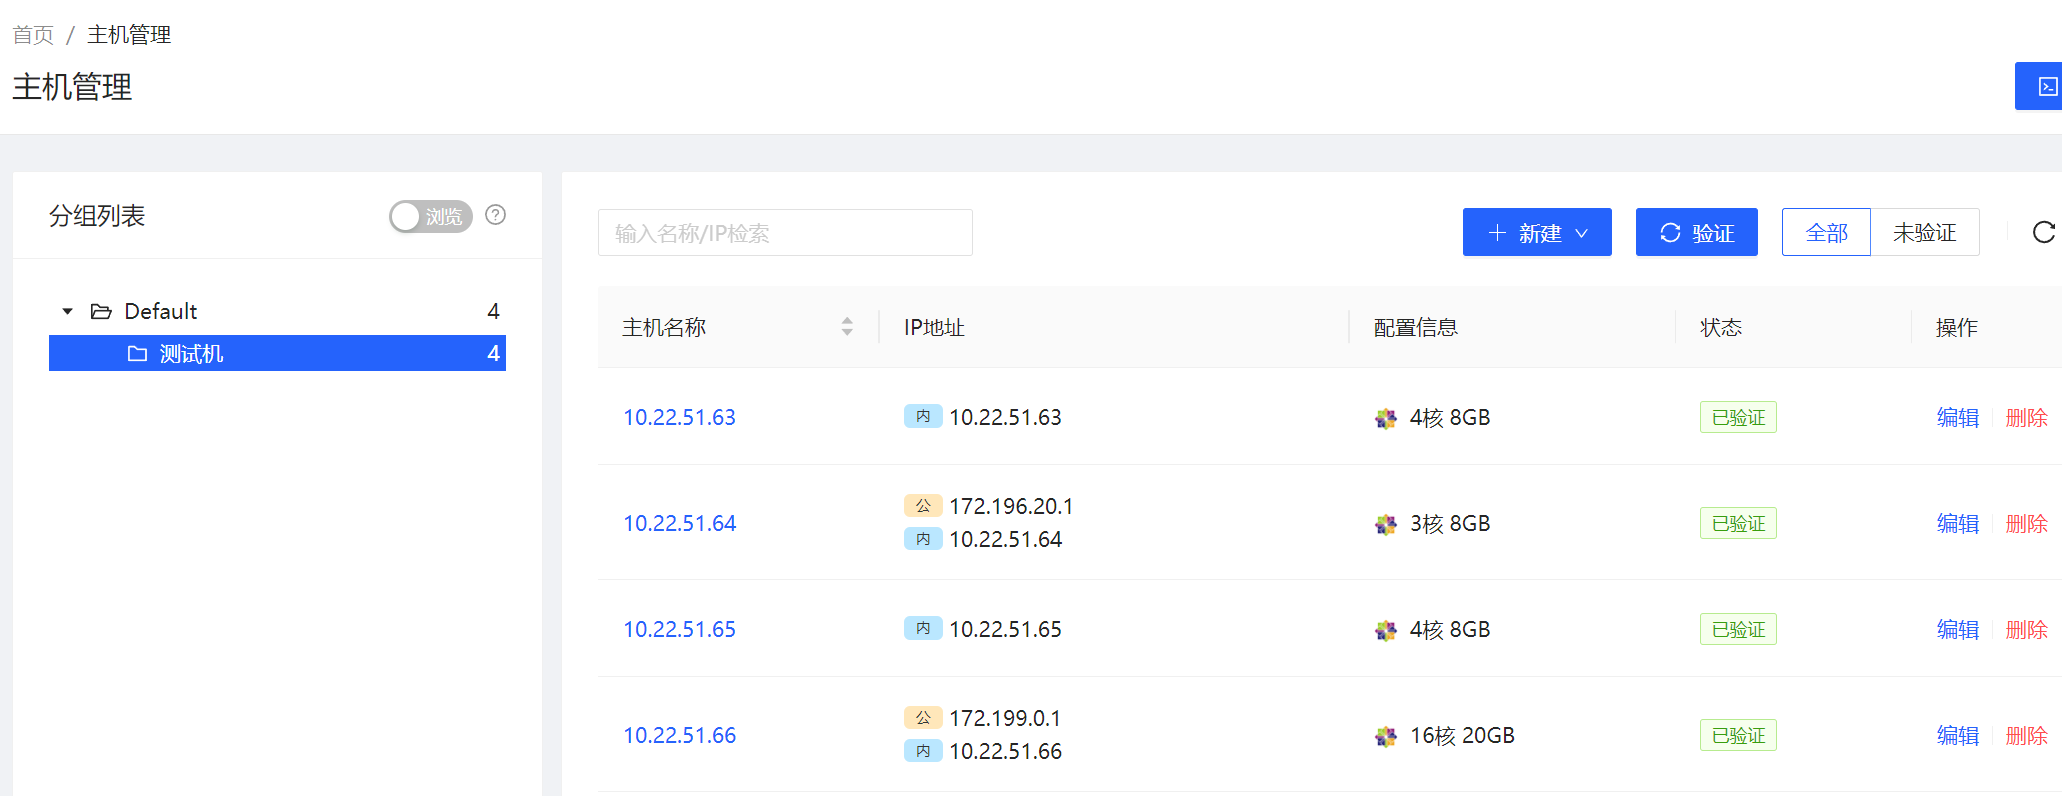 首页 / 主机管理
主机管理
分组列表 浏览
Default 4
测试机 4
输入名称/IP检索 新建 验证 全部 未验证
主机名称 IP地址 配置信息 状态 操作
10.22.51.63 内 10.22.51.63 4核 8GB 已验证 编辑 删除
公 172.196.20.1
10.22.51.64 内 10.22.51.64 3核 8GB 已验证 编辑 删除
10.22.51.65 内 10.22.51.65 4核 8GB 已验证 编辑 删除
公 172.199.0.1
10.22.51.66 内 10.22.51.66 16核 20GB 已验证 编辑 删除